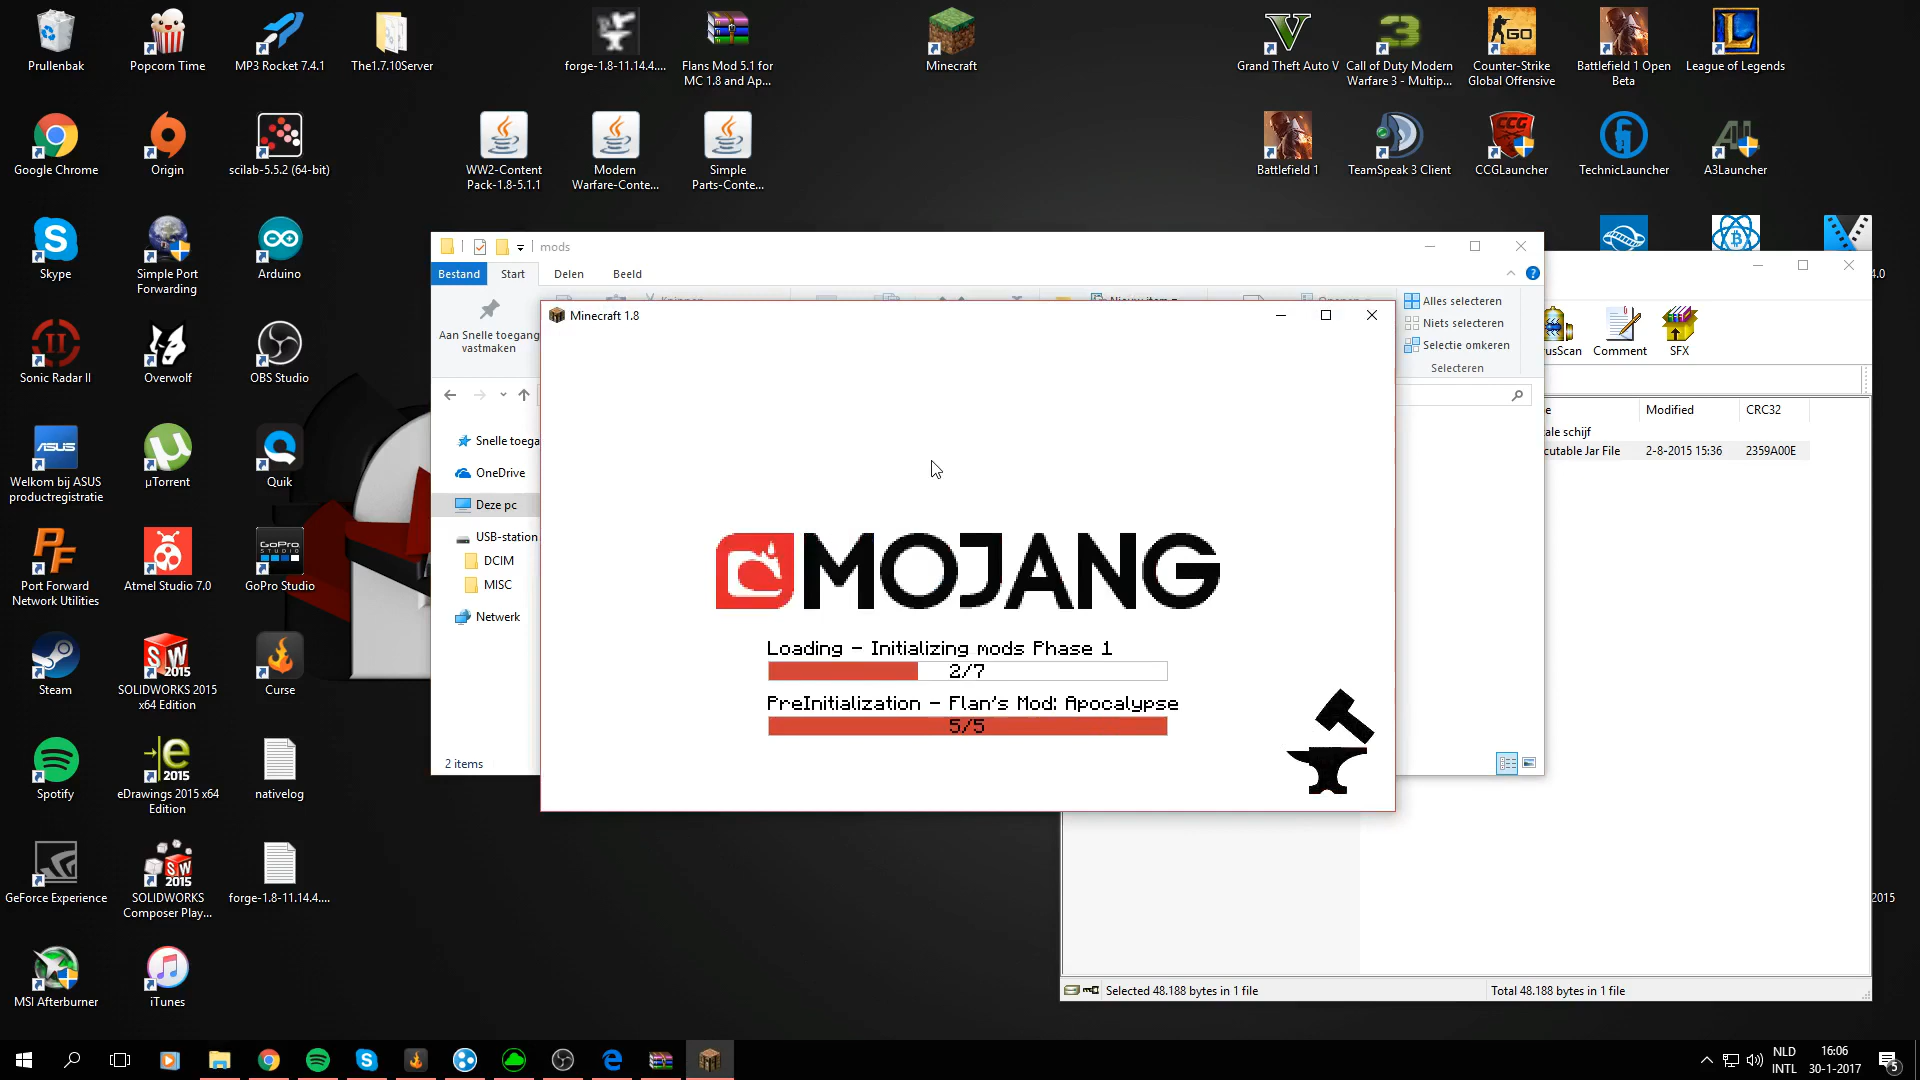 Prullenbak
Popcorn Time
MP3 Rocket 7.4.1
The1.7.10Server
forge-1.8-11.14.4....
Flans Mod 5.1 for
MC 1.8 and Ap...
Minecraft
Grand Theft Auto V
Call of Duty Modern
Warfare 3 - Multip...
Counter-Strike
Global Offensive
Battlefield 1 Open
Beta
League of Legends
Google Chrome
Origin
scilab-5.5.2 (64-bit)
WW2-Content
Pack-1.8-5.1.1
Modern
Warfare-Conte...
Simple
Parts-Conte...
Battlefield 1
TeamSpeak 3 Client
CCGLauncher
TechnicLauncher
A3Launcher
Skype
Simple Port
Forwarding
Arduino
mods
Bestand
Start
Delen
Beeld
Aan Snelle toegang
vastmaken
Alles selecteren
Niets selecteren
Selectie omkeren
Selecteren
Minecraft 1.8
4.0
usScan
Comment
SFX
Sonic Radar II
Overwolf
OBS Studio
Modified
CRC32
ale schijf
cutable Jar File
2-8-2015 15:36
2359A00E
Snelle toega
OneDrive
Deze pc
USB-station
DCIM
MISC
Netwerk
2 items
MOJANG
Loading - Initializing mods Phase 1
2/7
PreInitialization - Flan's Mod: Apocalypse
5/5
Welkom bij ASUS
productregistratie
µTorrent
Quik
Port Forward
Network Utilities
Atmel Studio 7.0
GoPro Studio
Steam
SOLIDWORKS 2015
x64 Edition
Curse
Spotify
eDrawings 2015 x64
Edition
nativelog
GeForce Experience
SOLIDWORKS
Composer Play...
forge-1.8-11.14.4....
2015
MSI Afterburner
iTunes
Selected 48.188 bytes in 1 file
Total 48.188 bytes in 1 file
NLD
INTL
16:06
30-1-2017
5